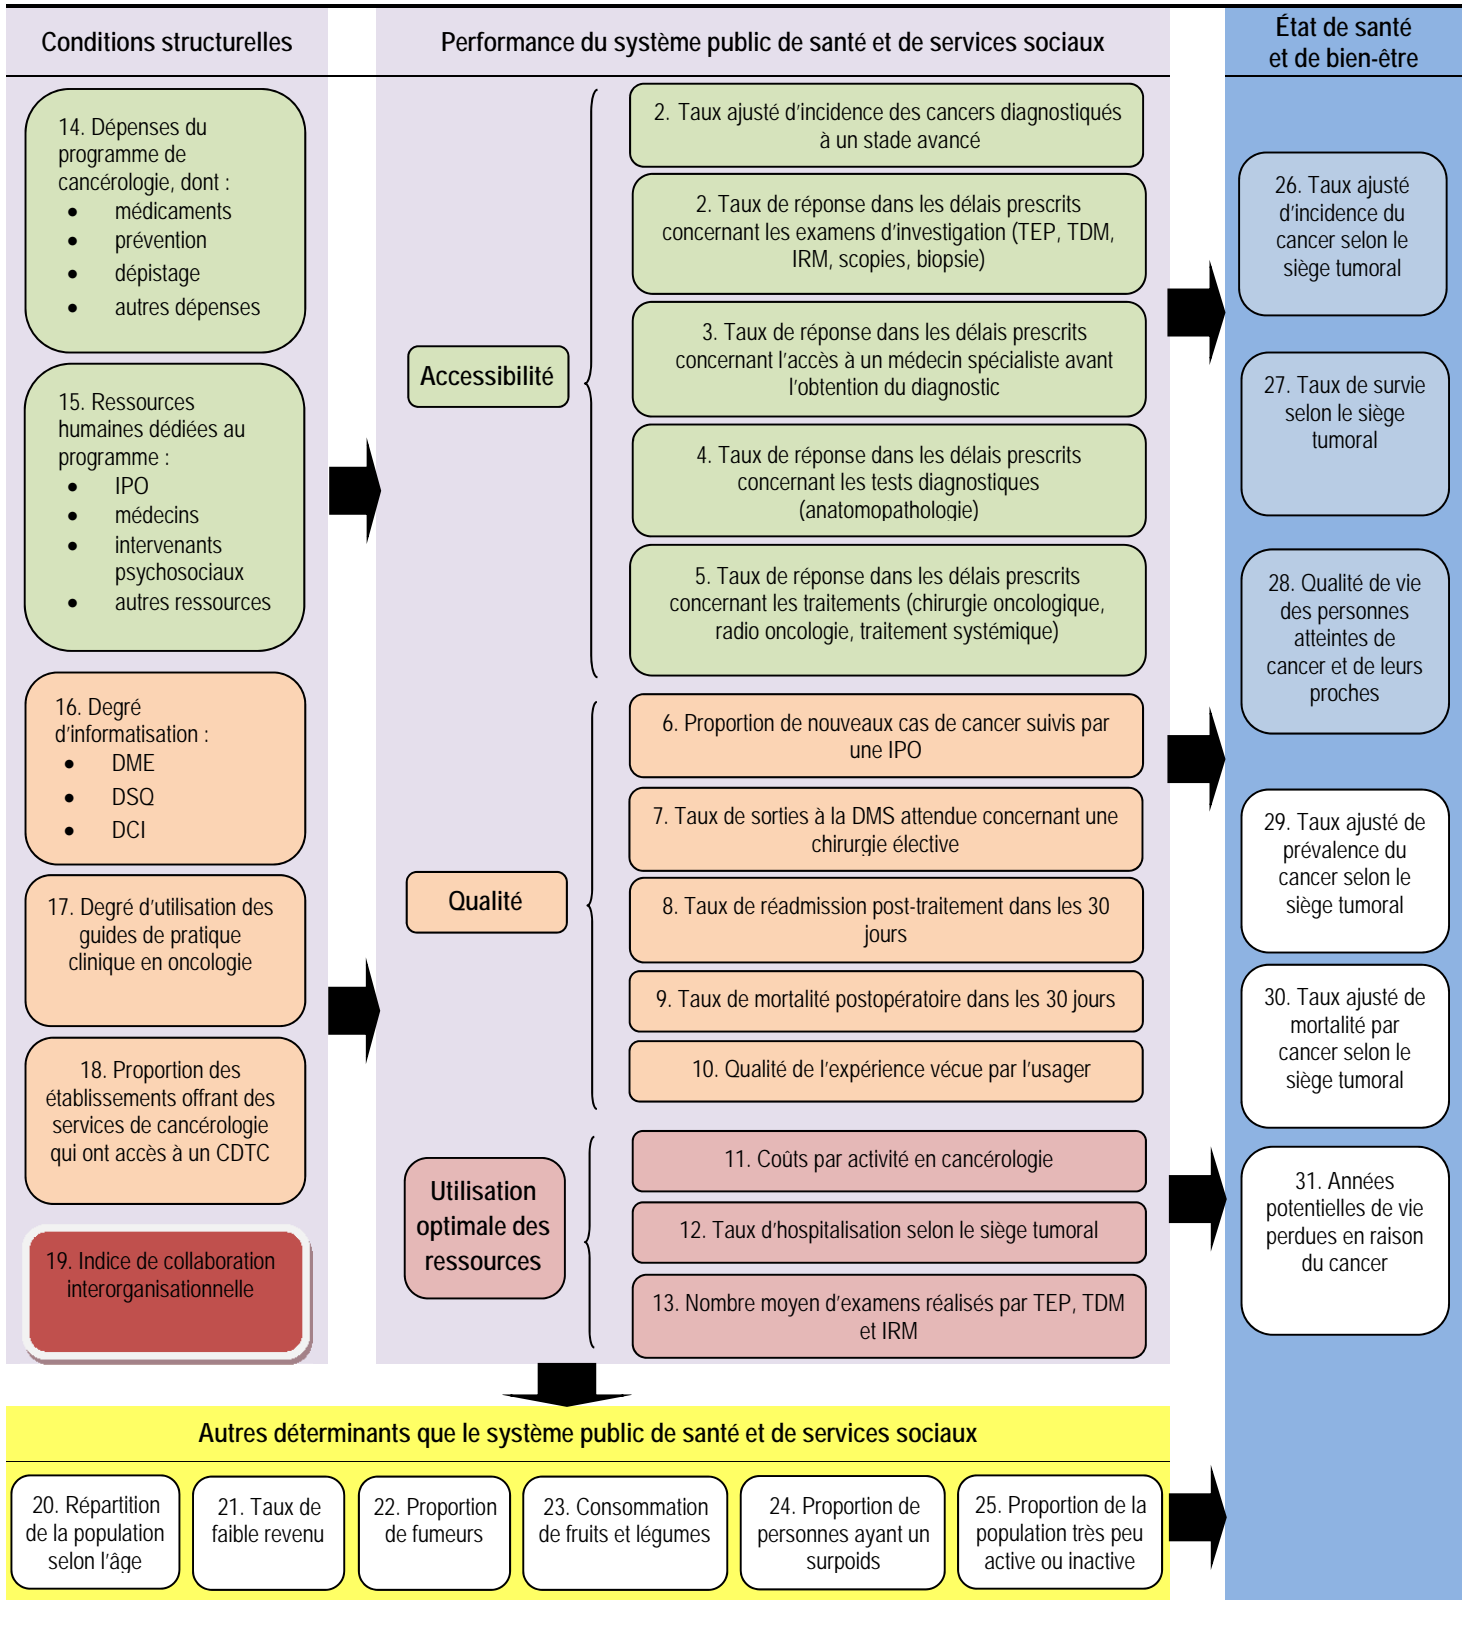 Conditions structurelles
14. Dépenses du
programme de
cancérologie, dont :
• médicaments
• prévention
• dépistage
• autres dépenses
15. Ressources
humaines dédiées au
programme :
• IPO
• médecins
• intervenants
psychosociaux
• autres ressources
16. Degré
d'informatisation :
• DME
• DSQ
• DCI
17. Degré d'utilisation des
guides de pratique
clinique en oncologie
18. Proportion des
établissements offrant des
services de cancérologie
qui ont accès à un CDTC
19. Indice de collaboration
interorganisationnelle
Performance du système public de santé et de services sociaux
Accessibilité
2. Taux ajusté d'incidence des cancers diagnostiqués
à un stade avancé
2. Taux de réponse dans les délais prescrits
concernant les examens d'investigation (TEP, TDM,
IRM, scopies, biopsie)
3. Taux de réponse dans les délais prescrits
concernant l'accès à un médecin spécialiste avant
l'obtention du diagnostic
4. Taux de réponse dans les délais prescrits
concernant les tests diagnostiques
(anatomopathologie)
5. Taux de réponse dans les délais prescrits
concernant les traitements (chirurgie oncologique,
radio oncologie, traitement systémique)
Qualité
6. Proportion de nouveaux cas de cancer suivis par
une IPO
7. Taux de sorties à la DMS attendue concernant une
chirurgie élective
8. Taux de réadmission post-traitement dans les 30
jours
9. Taux de mortalité postopératoire dans les 30 jours
10. Qualité de l'expérience vécue par l'usager
Utilisation
optimale des
ressources
11. Coûts par activité en cancérologie
12. Taux d'hospitalisation selon le siège tumoral
13. Nombre moyen d'examens réalisés par TEP, TDM
et IRM
État de santé
et de bien-être
26. Taux ajusté
d'incidence du
cancer selon le
siège tumoral
27. Taux de survie
selon le siège
tumoral
28. Qualité de vie
des personnes
atteintes de
cancer et de leurs
proches
29. Taux ajusté de
prévalence du
cancer selon le
siège tumoral
30. Taux ajusté de
mortalité par
cancer selon le
siège tumoral
31. Années
potentielles de vie
perdues en raison
du cancer
Autres déterminants que le système public de santé et de services sociaux
20. Répartition
de la population
selon l'âge
21. Taux de
faible revenu
22. Proportion
de fumeurs
23. Consommation
de fruits et légumes
24. Proportion de
personnes ayant un
surpoids
25. Proportion de la
population très peu
active ou inactive